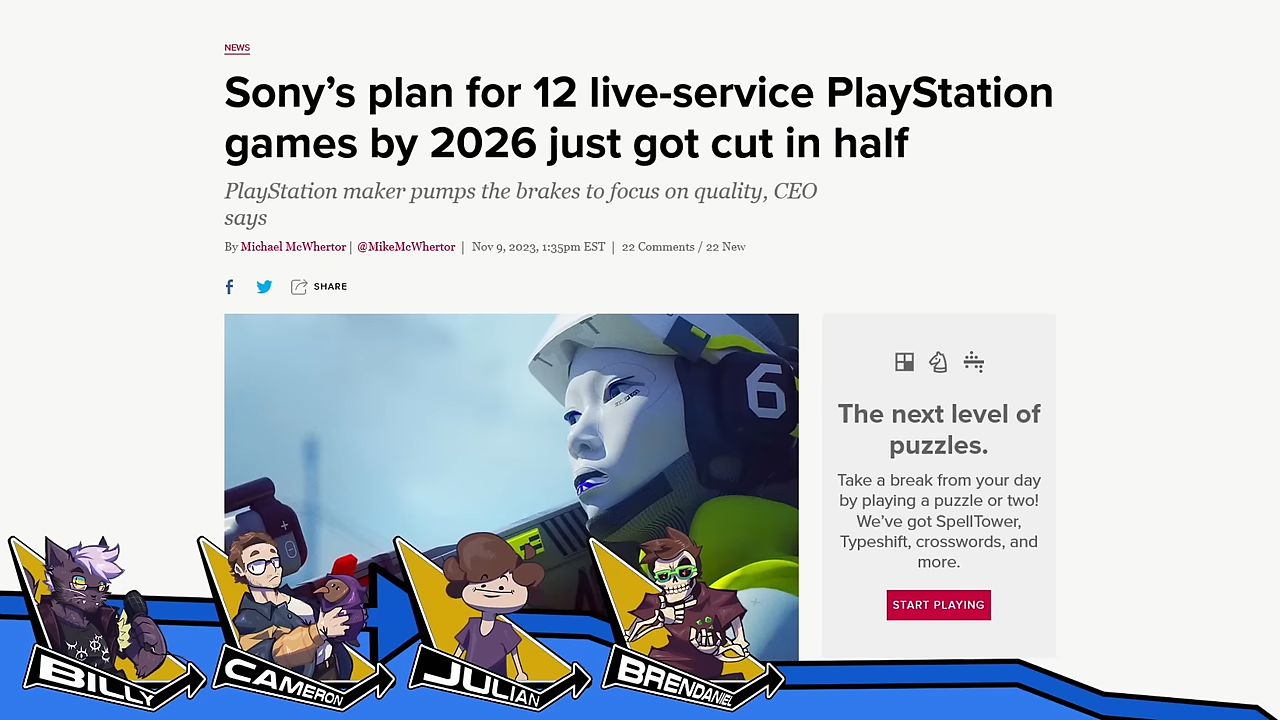 NEWS
Sony’s plan for 12 live-service PlayStation
games by 2026 just got cut in half
PlayStation maker pumps the brakes to focus on quality, CEO
says
By Michael McWhertor | @MikeMcWhertor | Nov 9, 2023, 1:35pm EST | 22 Comments / 22 New
SHARE
6
The next level of
puzzles.
Take a break from your day
by playing a puzzle or two!
We’ve got SpellTower,
Typeshift, crosswords, and
more.
START PLAYING
BILLY
CAMERON
JULIAN
BRENDANIEL